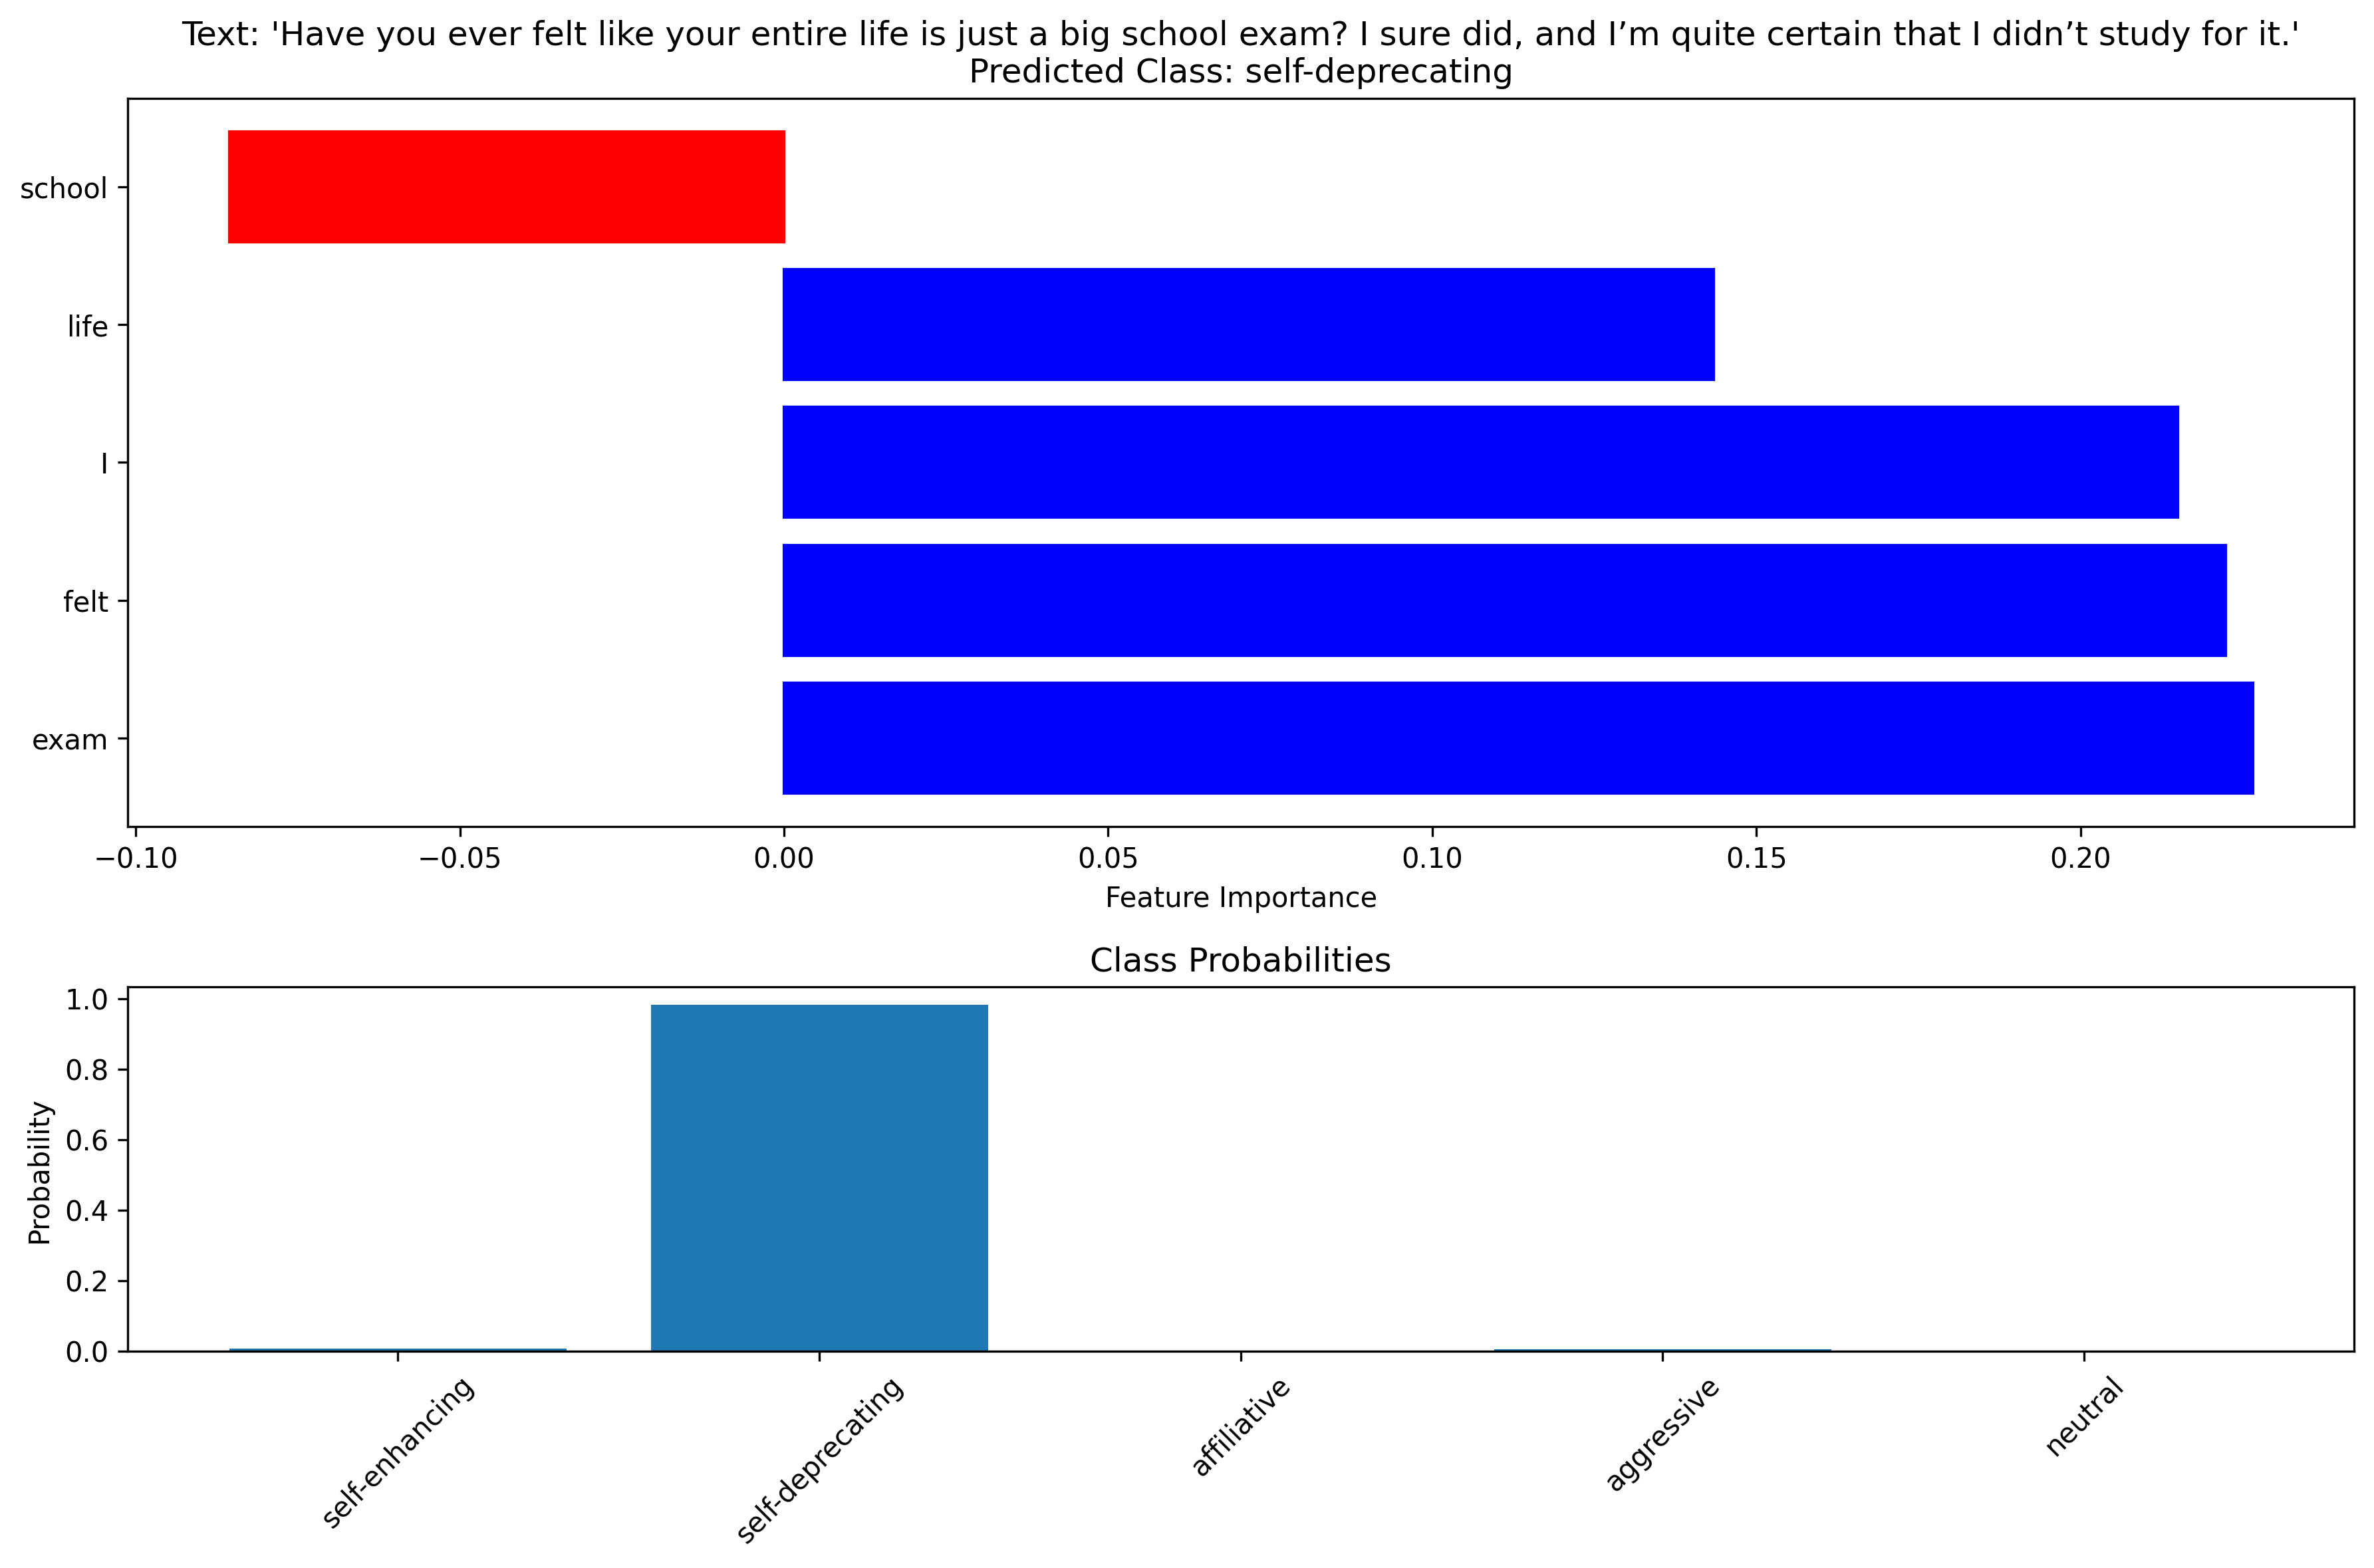 Text: 'Have you ever felt like your entire life is just a big school exam? I sure did, and I’m quite certain that I didn’t study for it.'
Predicted Class: self-deprecating
school
life
I
felt
exam
−0.10 −0.05 0.00 0.05 0.10 0.15 0.20
Feature Importance
Class Probabilities
1.0
0.8
0.6
0.4
0.2
0.0
Probability
self-enhancing
self-deprecating
affiliative
aggressive
neutral